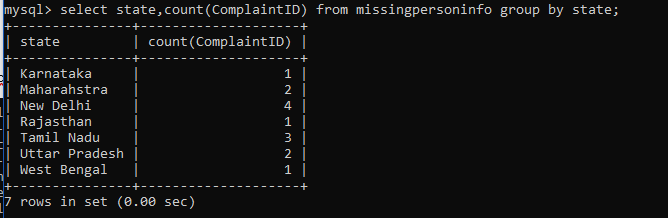 mysql> select state,count(ComplaintID) from missingpersoninfo group by state;
+---------------+--------------------+
| state         | count(ComplaintID) |
+---------------+--------------------+
| Karnataka     |                  1 |
| Maharahstra   |                  2 |
| New Delhi     |                  4 |
| Rajasthan     |                  1 |
| Tamil Nadu    |                  3 |
| Uttar Pradesh |                  2 |
| West Bengal   |                  1 |
+---------------+--------------------+
7 rows in set (0.00 sec)